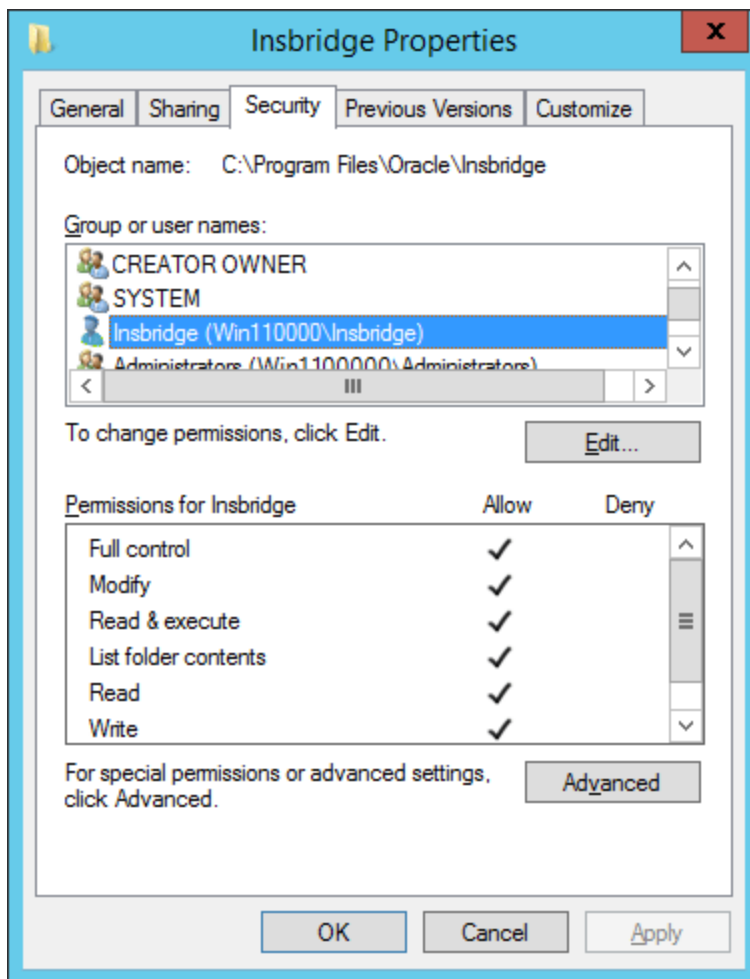 Insbridge Properties
x
General Sharing Security Previous Versions Customize
Object name: C:\Program Files\Oracle\Insbridge
Group or user names:
CREATOR OWNER
SYSTEM
Insbridge (Win110000\Insbridge)
Administrators (Win1100000\Administrators)
To change permissions, click Edit.
Edit...
Permissions for Insbridge Allow Deny
Full control
Modify
Read & execute
List folder contents
Read
Write
For special permissions or advanced settings,
click Advanced.
Advanced
OK Cancel Apply